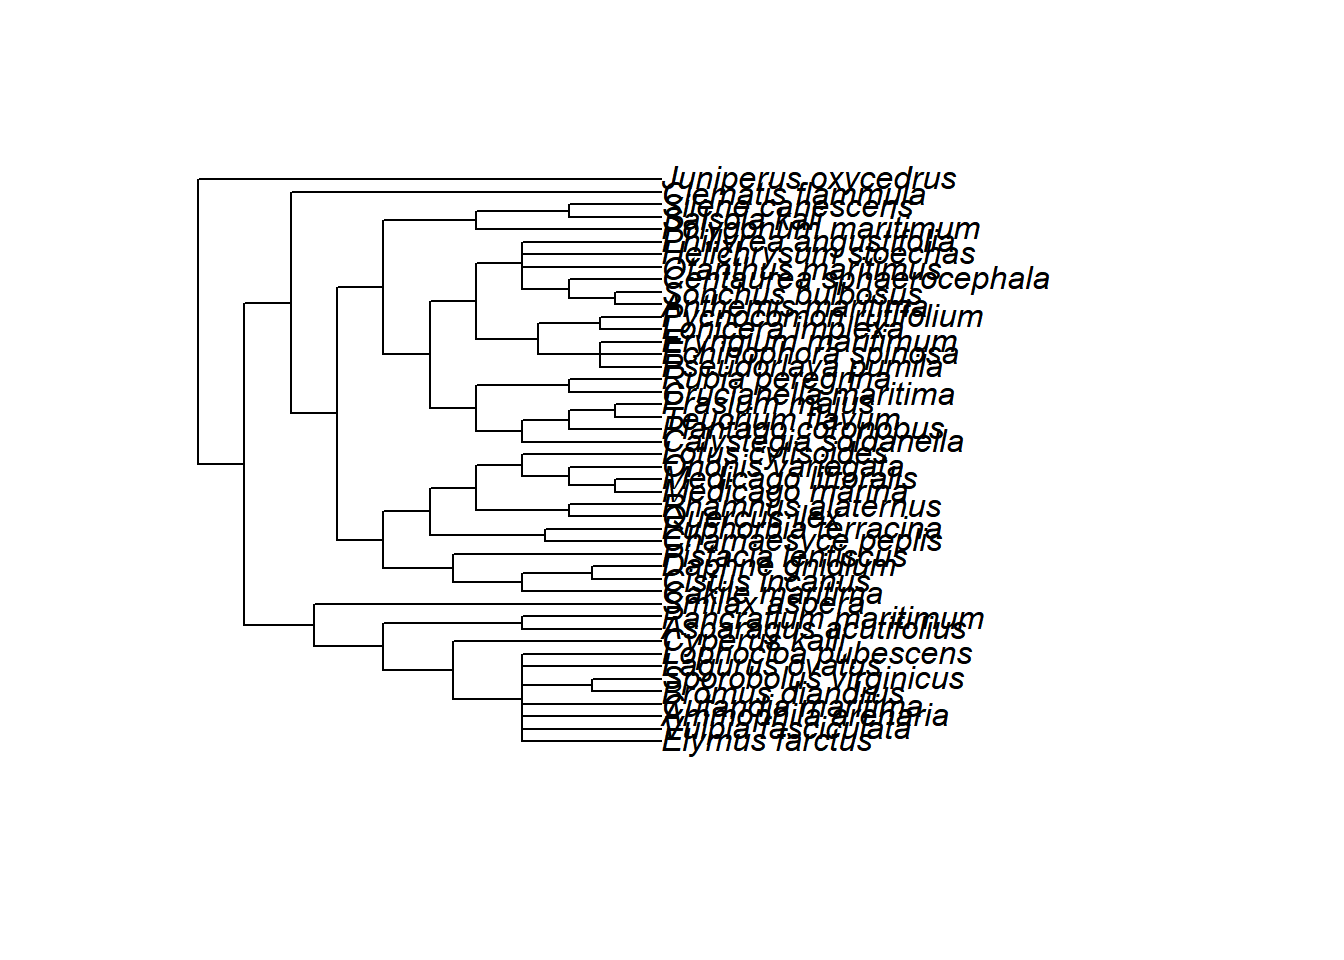 Juniperus oxycedrus
Clematis flammula
Silene canescens
Salsola kali
Polygonum maritimum
Phillyrea angustifolia
Helichrysum stoechas
Otanthus maritimus
Centaurea sphaerocephala
Sonchus bulbosus
Anthemis maritima
Pycnocomon rutifolium
Lonicera implexa
Eryngium maritimum
Echinophora spinosa
Pseudorlaya pumila
Rubia peregrina
Crucianella maritima
Prasium majus
Teucrium flavum
Plantago coronopus
Calystegia soldanella
Lotus cytisoides
Ononis variegata
Medicago littoralis
Medicago marina
Rhamnus alaternus
Quercus ilex
Euphorbia terracina
Chamaesyce peplis
Pistacia lentiscus
Daphne gnidium
Cistus incanus
Cakile maritima
Smilax aspera
Pancratium maritimum
Asparagus acutifolius
Cyperus kalli
Lophocloa pubescens
Lagurus ovatus
Sporobolus virginicus
Bromus diandrus
Cutandia maritima
Ammophila arenaria
Vulpia fasciculata
Elymus farctus